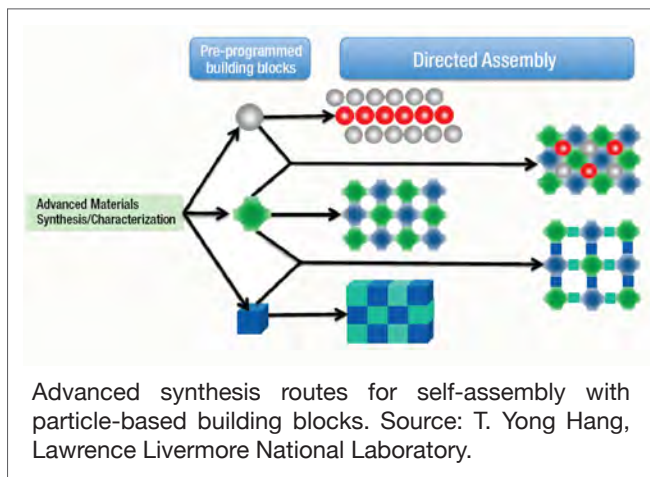 Pre-programmed
building blocks
Directed Assembly
Advanced Materials
Synthesis/Characterization
Advanced synthesis routes for self-assembly with
particle-based building blocks. Source: T. Yong Hang,
Lawrence Livermore National Laboratory.